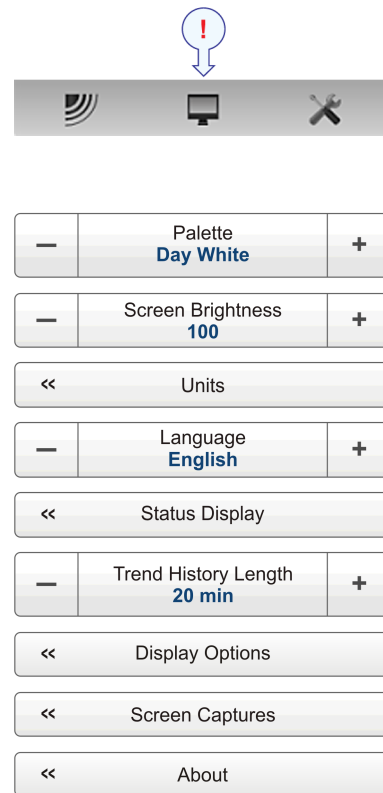 !
— Palette +
Day White
— Screen Brightness +
100
« Units
— Language +
English
« Status Display
— Trend History Length +
20 min
« Display Options
« Screen Captures
« About